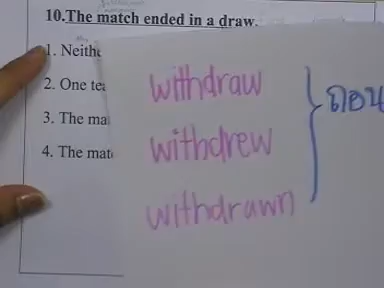 10.The match ended in a draw.
1. Neithe
2. One te
3. The ma
4. The mat
withdraw
withdrew
withdrawn
ถอน